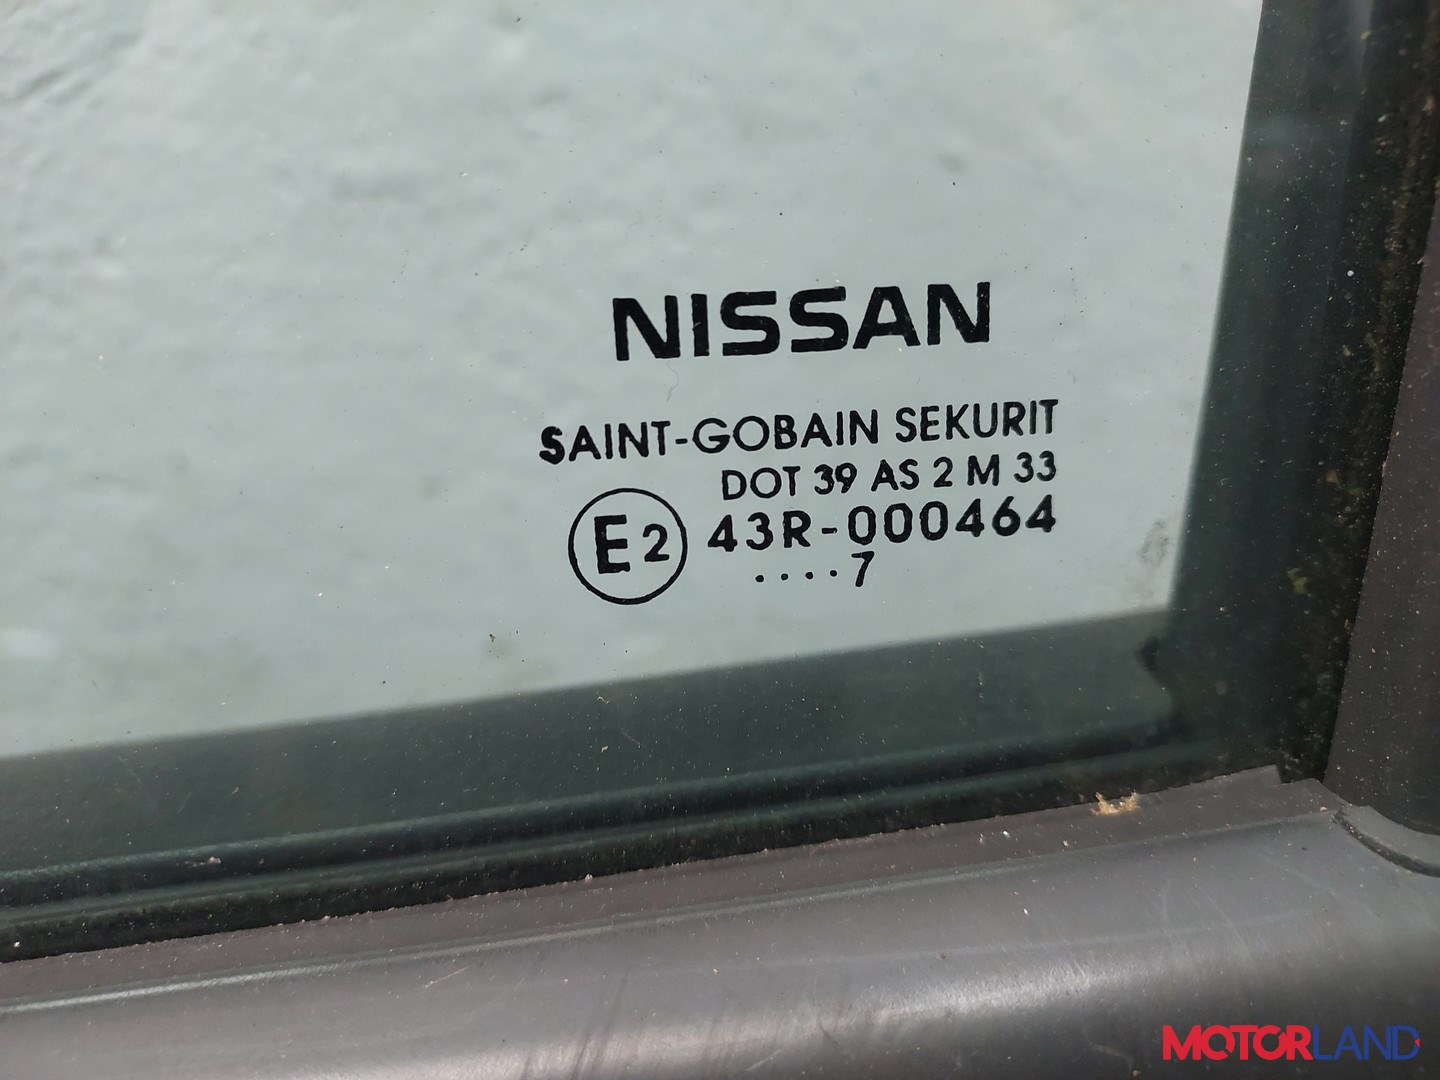 NISSAN
SAINT-GOBAIN SEKURIT
DOT 39 AS 2 M 33
E2 43R-000464
....7
MOTORLAND